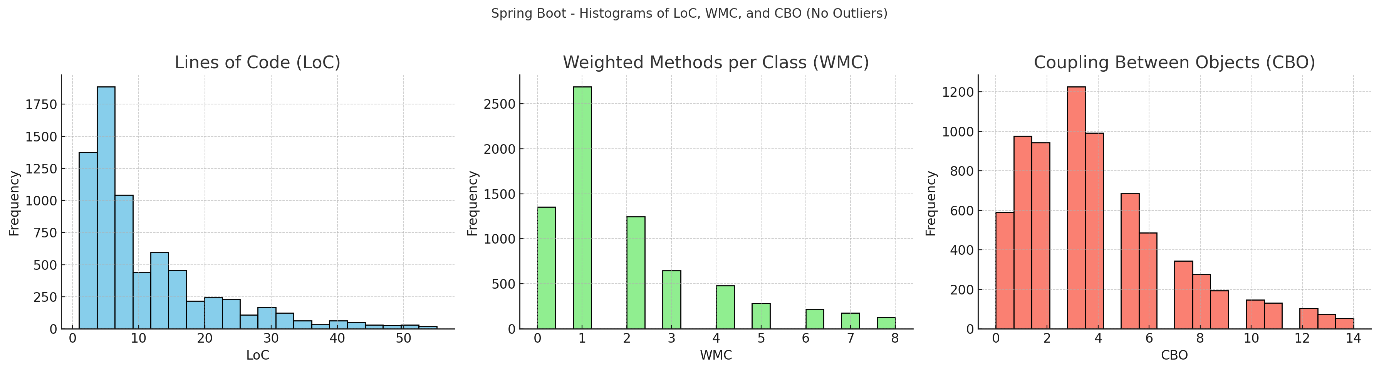 Spring Boot - Histograms of LoC, WMC, and CBO (No Outliers)
Lines of Code (LoC)
Frequency
1750
1500
1250
1000
750
500
250
0
0 10 20 30 40 50
LoC
Weighted Methods per Class (WMC)
Frequency
2500
2000
1500
1000
500
0
0 1 2 3 4 5 6 7 8
WMC
Coupling Between Objects (CBO)
Frequency
1200
1000
800
600
400
200
0
0 2 4 6 8 10 12 14
CBO